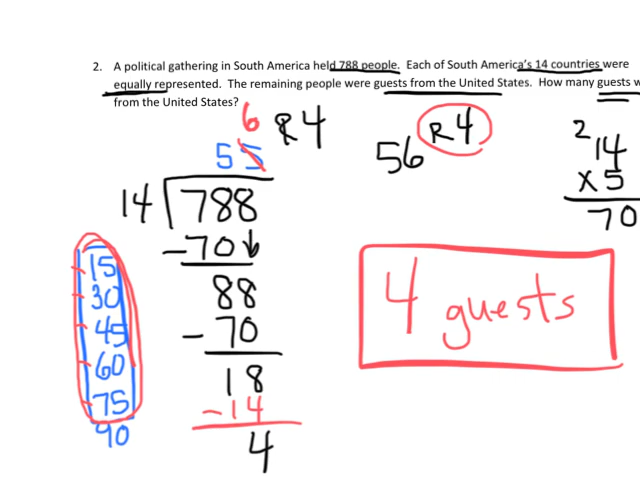 2. A political gathering in South America held 788 people. Each of South America's 14 countries were
equally represented. The remaining people were guests from the United States. How many guests w
from the United States?
6
55 R4
14 788
-70
88
-70
18
-14
4
15
30
45
60
75
90
56 R4
2
14
X5
70
4 guests